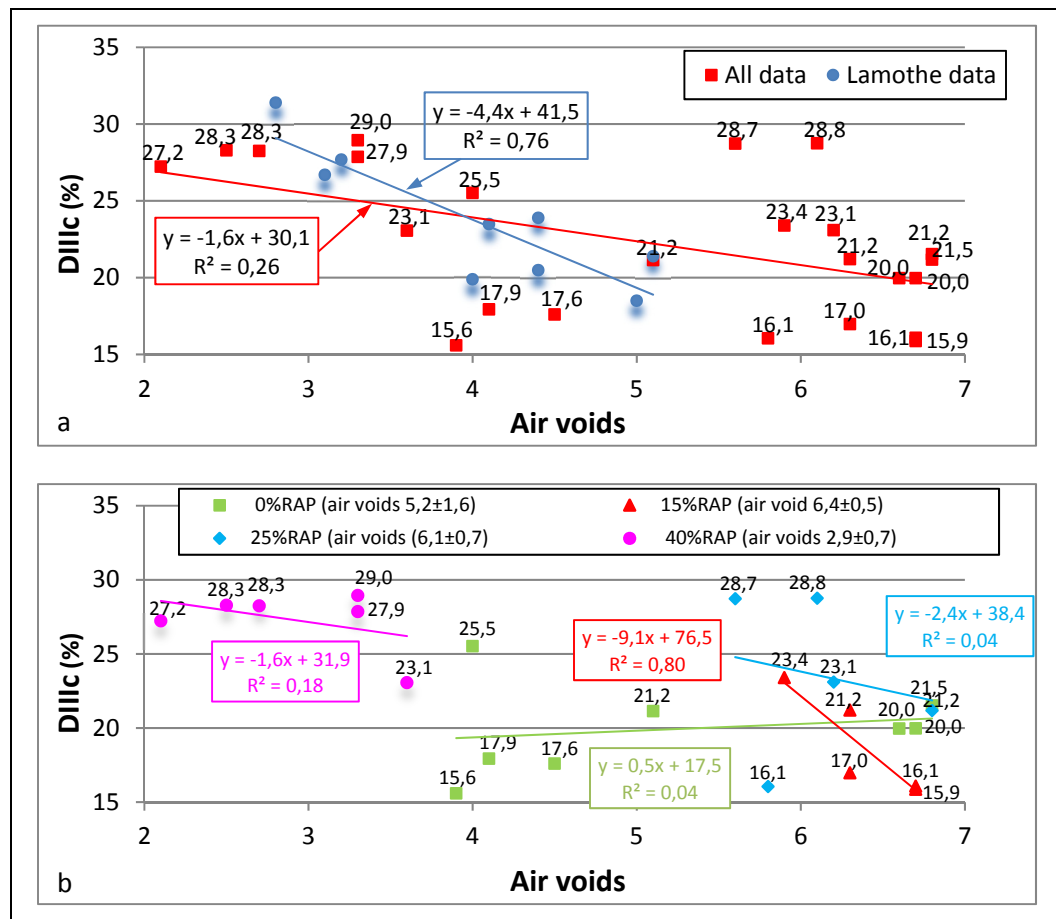 35
All data Lamothe data
y = -4,4x + 41,5
R² = 0,76
30
29,0
28,3 28,3
27,2
27,9
28,7 28,8
25
25,5
23,1
23,4 23,1
y = -1,6x + 30,1
R² = 0,26
21,2
21,2
21,2
21,5
20
20,0
20,0
17,9 17,6
15,6
16,1
17,0
16,1 15,9
15
DIIIc (%)
2 3 4 5 6 7
Air voids
a
35
0%RAP (air voids 5,2±1,6) 15%RAP (air void 6,4±0,5)
25%RAP (air voids (6,1±0,7) 40%RAP (air voids 2,9±0,7)
30
29,0
28,3 28,3
27,2
27,9
28,7 28,8
y = -2,4x + 38,4
R² = 0,04
25
25,5
y = -9,1x + 76,5
R² = 0,80
y = -1,6x + 31,9
R² = 0,18
23,1
23,4 23,1
21,2
21,2
21,5
21,2
20
20,0
20,0
17,9 17,6
y = 0,5x + 17,5
R² = 0,04
15,6
16,1
17,0
16,1
15,9
15
DIIIc (%)
2 3 4 5 6 7
Air voids
b